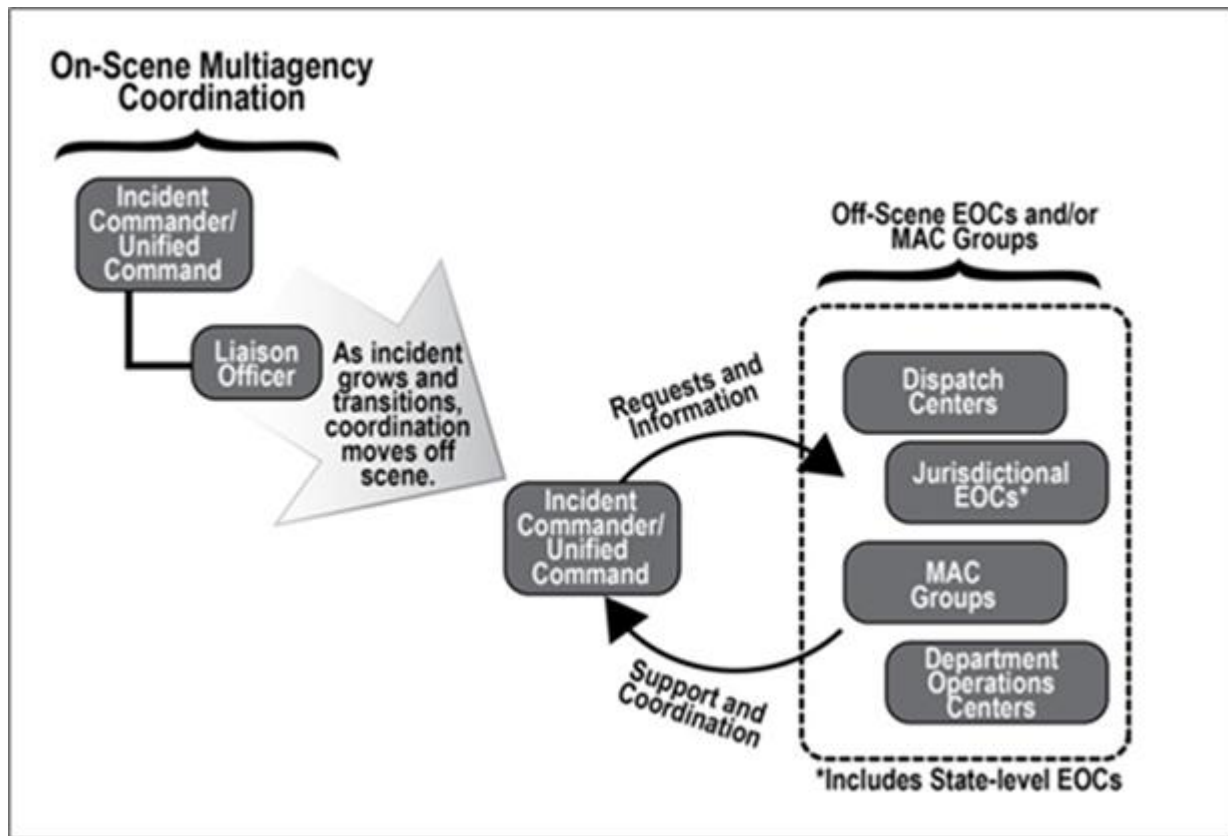 On-Scene Multiagency
Coordination
Incident
Commander/
Unified
Command
Liaison
Officer
As incident
grows and
transitions,
coordination
moves off
scene.
Incident
Commander/
Unified
Command
Requests and
Information
Support and
Coordination
Off-Scene EOCs and/or
MAC Groups
Dispatch
Centers
Jurisdictional
EOCs*
MAC
Groups
Department
Operations
Centers
*Includes State-level EOCs